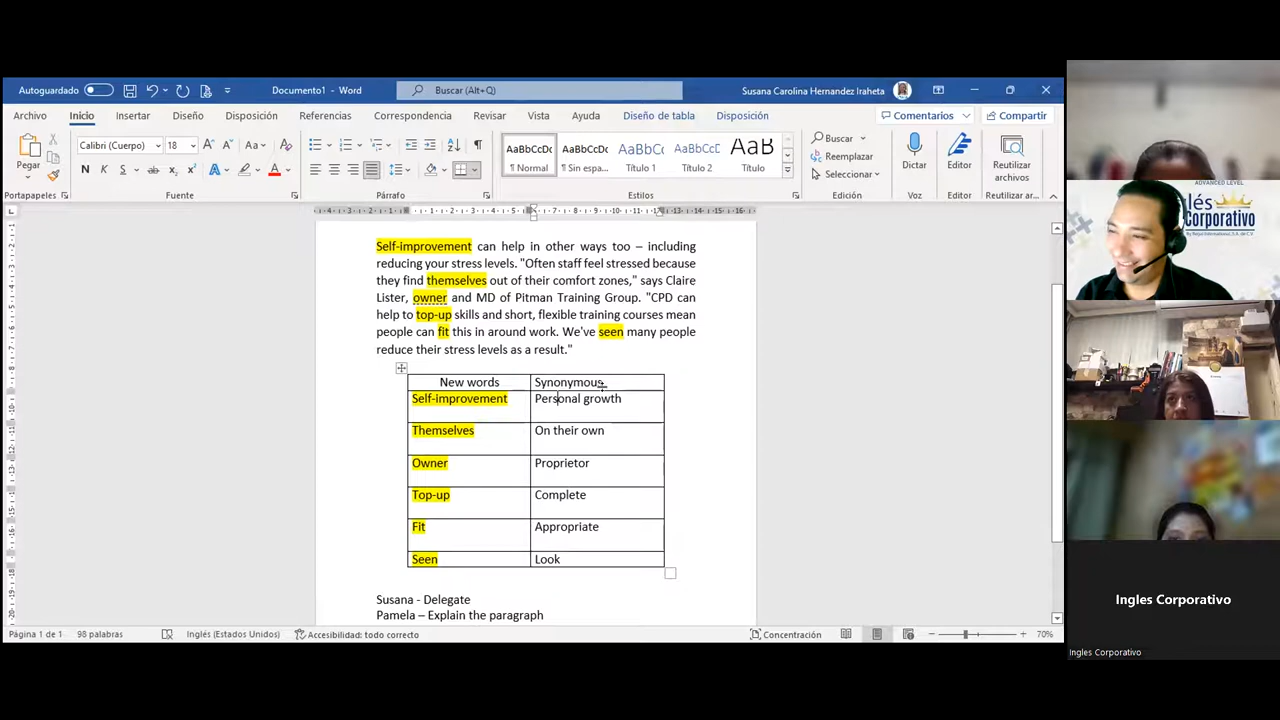 Autoguardado
Documento1 - Word
Buscar (Alt+Q)
Susana Carolina Hernandez Iraheta
Archivo Inicio Insertar Diseño Disposición Referencias Correspondencia Revisar Vista Ayuda Diseño de tabla Disposición
Comentarios Compartir
Pegar
Portapapeles
Calibri (Cuerpo) 18
N K S
Fuente
Párrafo
AaBbCcDc AaBbCcDc AaBbCc AaBbCcD AaB
¶ Normal ¶ Sin espa... Título 1 Título 2 Título
Estilos
Buscar
Reemplazar
Seleccionar
Edición
Dictar
Voz
Editor
Editor
Reutilizar archivos
Reutilizar ar...
Self-improvement can help in other ways too – including
reducing your stress levels. "Often staff feel stressed because
they find themselves out of their comfort zones," says Claire
Lister, owner and MD of Pitman Training Group. "CPD can
help to top-up skills and short, flexible training courses mean
people can fit this in around work. We've seen many people
reduce their stress levels as a result."
New words Synonymous
Self-improvement Personal growth
Themselves On their own
Owner Proprietor
Top-up Complete
Fit Appropriate
Seen Look
Susana - Delegate
Pamela – Explain the paragraph
Página 1 de 1 98 palabras Inglés (Estados Unidos) Accesibilidad: todo correcto Concentración 70%
ADVANCED LEVEL
lés
Corporativo
Ingles Corporativo
Ingles Corporativo